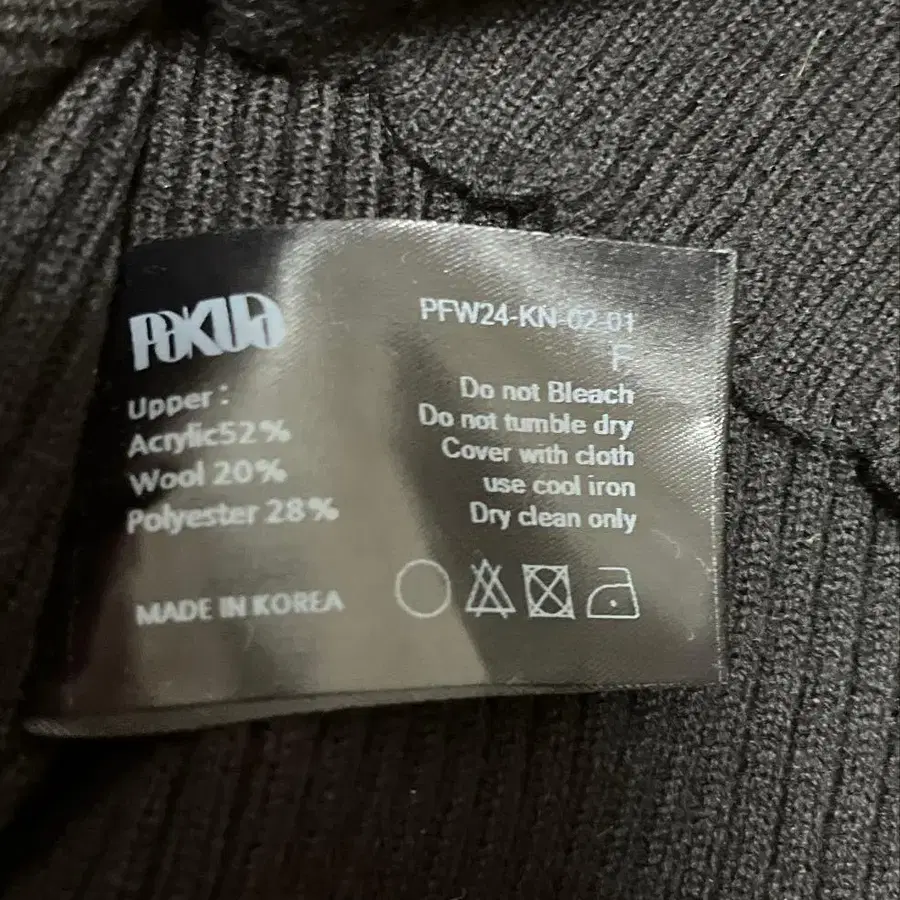 Upper :
Acrylic52%
Wool 20%
Polyester 28%
MADE IN KOREA
PFW24-KN-02-01
F
Do not Bleach
Do not tumble dry
Cover with cloth
use cool iron
Dry clean only